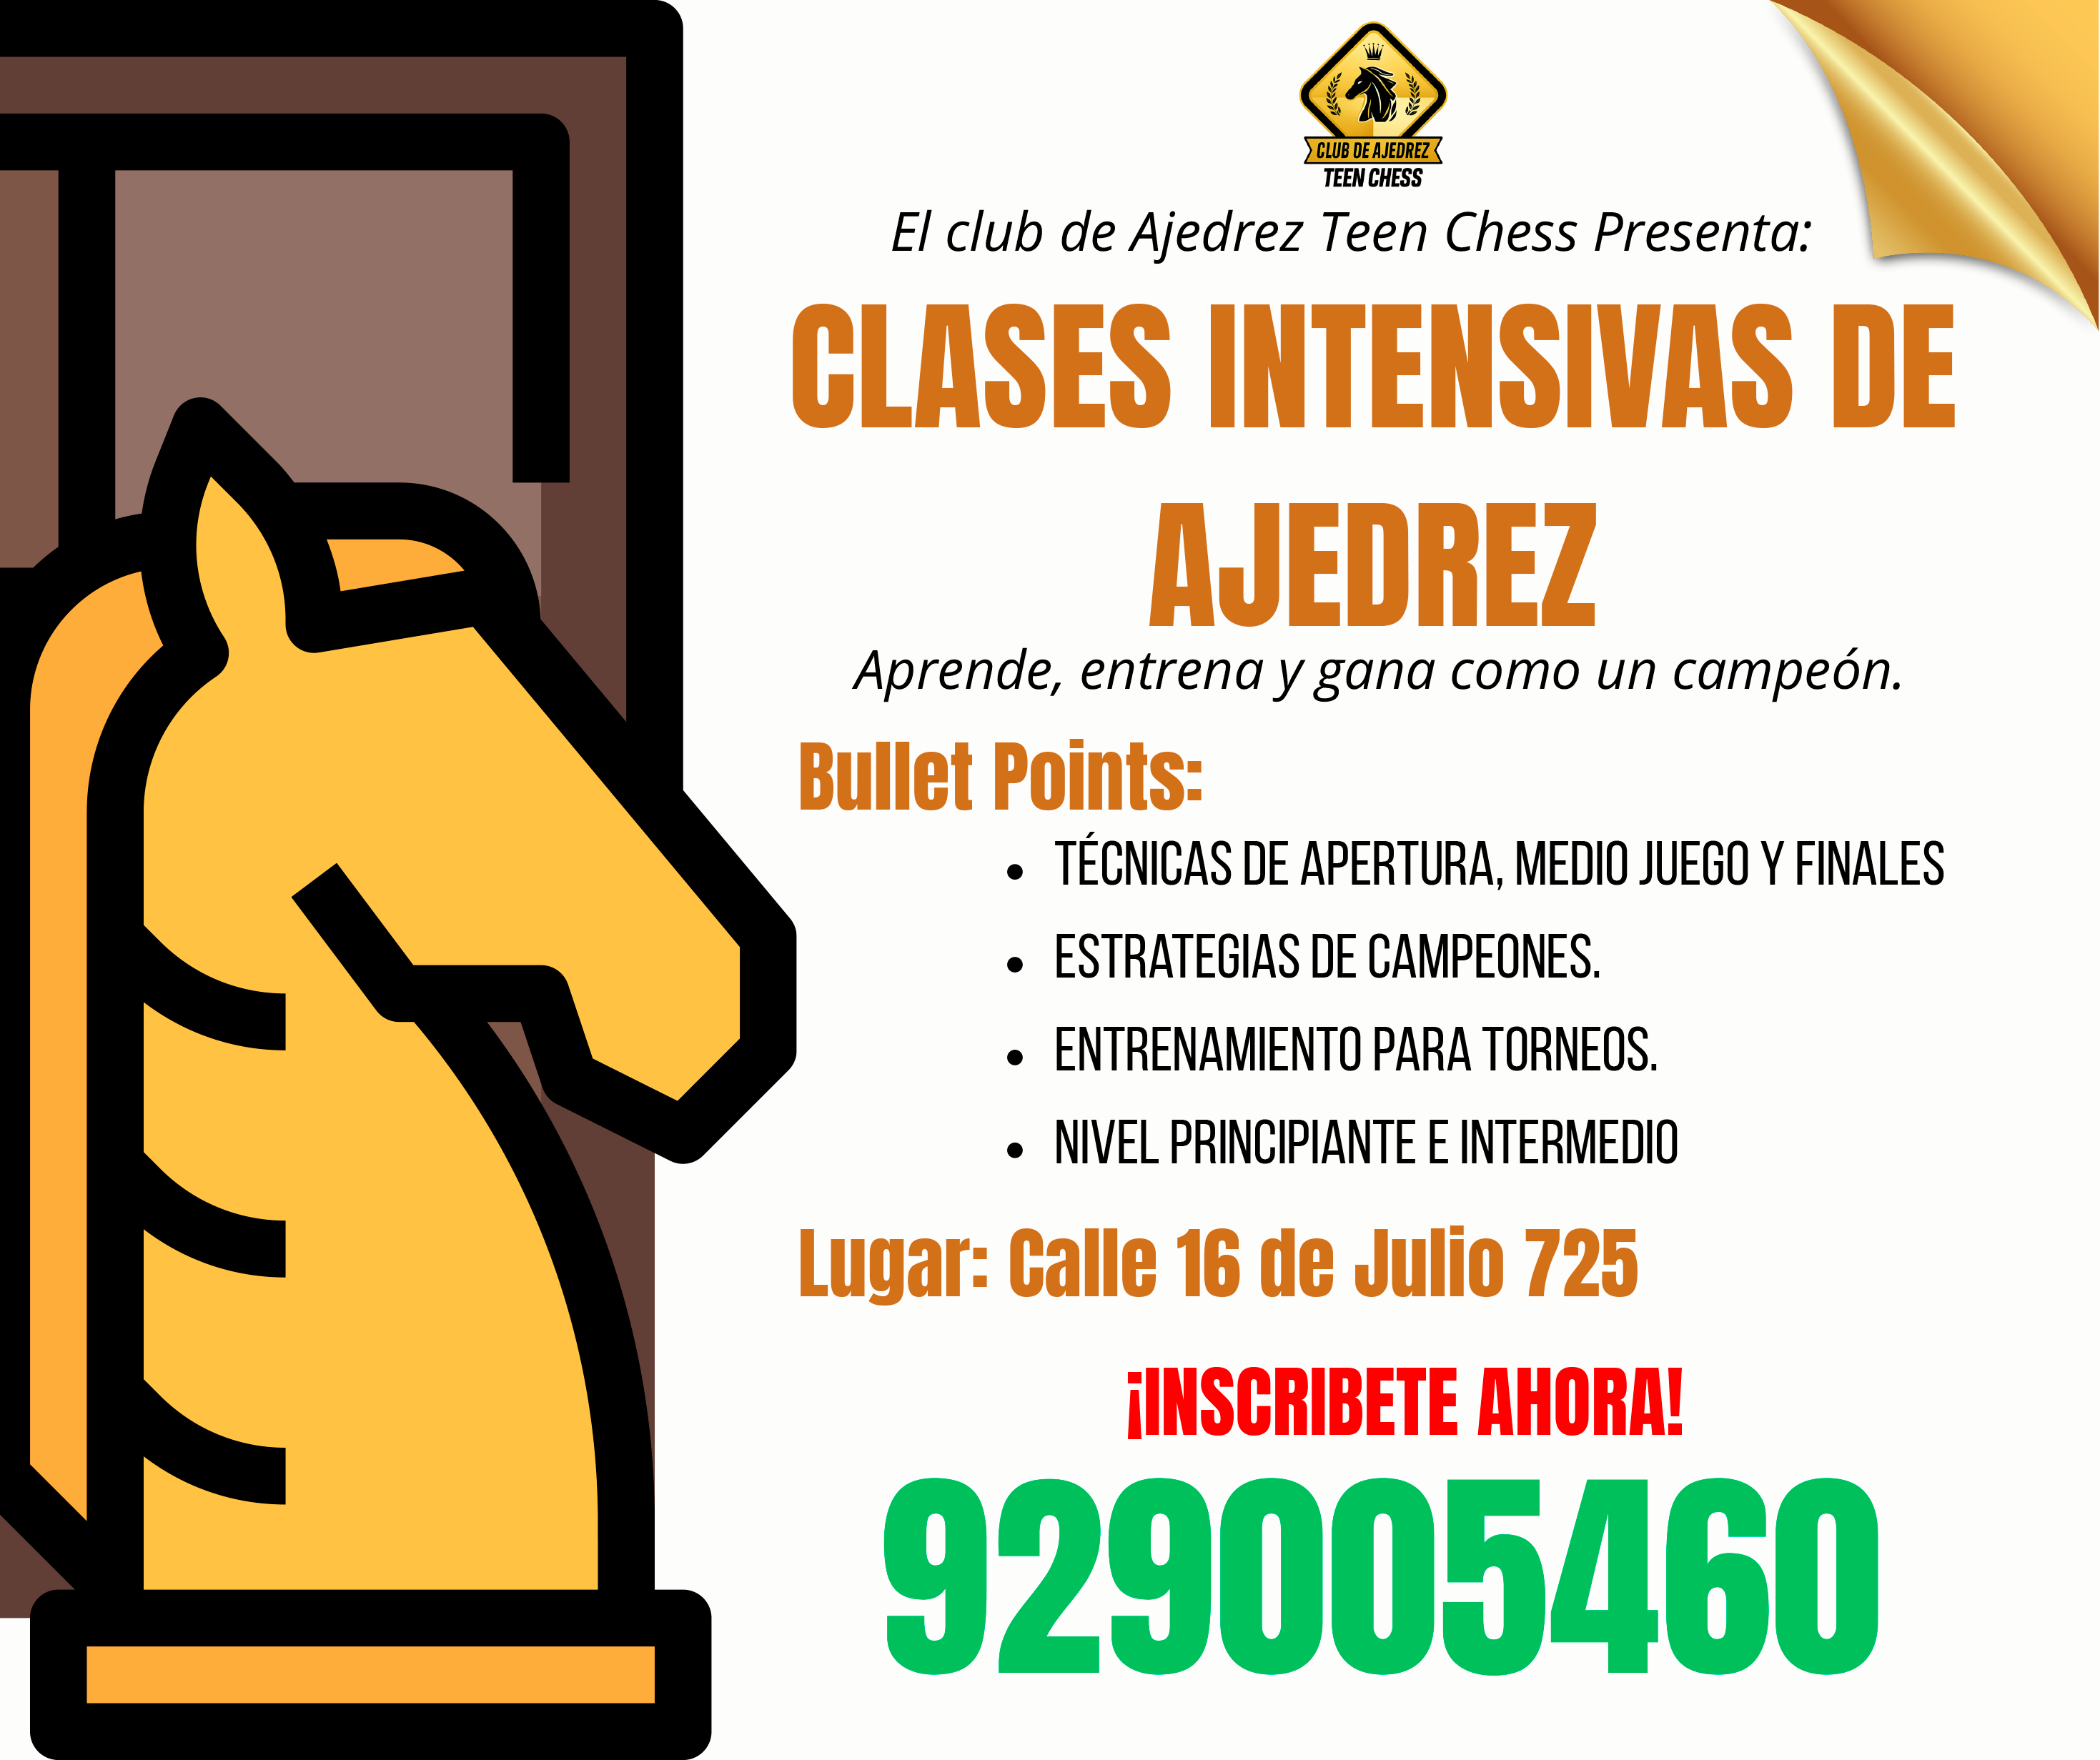 CLUB DE AJEDREZ
TEEN CHESS
El club de Ajedrez Teen Chess Presenta:
CLASES INTENSIVAS DE
AJEDREZ
Aprende, entrena y gana como un campeón.
Bullet Points:
• TÉCNICAS DE APERTURA, MEDIO JUEGO Y FINALES
• ESTRATEGIAS DE CAMPEONES.
• ENTRENAMIENTO PARA TORNEOS.
• NIVEL PRINCIPIANTE E INTERMEDIO
Lugar: Calle 16 de Julio 725
¡INSCRIBETE AHORA!
929005460